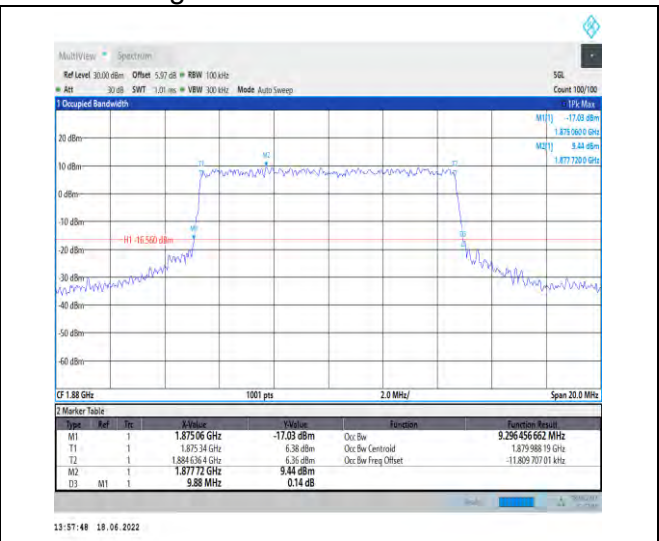 MultiView Spectrum
Ref Level 30.00 dBm Offset 5.97 dB RBW 100 kHz SGL
Att 30 dB SWT 1.01 ms VBW 300 kHz Mode Auto Sweep Count 100/100
1 Occupied Bandwidth 1Pk Max
M1[1] -17.03 dBm
1.875 060 0 GHz
M2[1] 9.44 dBm
1.877 720 0 GHz
20 dBm
10 dBm
0 dBm
-10 dBm
H1 -16.560 dBm
-20 dBm
-30 dBm
-40 dBm
-50 dBm
-60 dBm
M2
CF 1.88 GHz 1001 pts 2.0 MHz/ Span 20.0 MHz
2 Marker Table
Type Ref Trc X-Value Y-Value Function Function Result
M1 1 1.875 06 GHz -17.03 dBm Occ Bw 9.296 456 662 MHz
T1 1 1.875 34 GHz 6.38 dBm Occ Bw Centroid 1.879 988 19 GHz
T2 1 1.884 636 4 GHz 7.36 dBm Occ Bw Freq Offset -11.809 707 01 kHz
M2 1 1.877 72 GHz 9.44 dBm
D3 M1 1 9.88 MHz 0.14 dB
13:57:48 18.06.2022